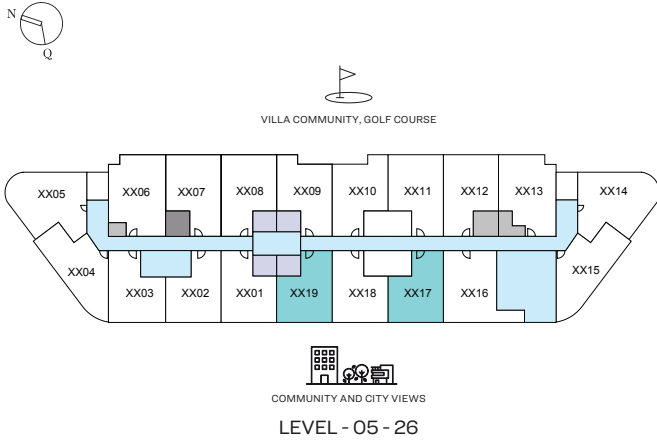 N
Q
VILLA COMMUNITY, GOLF COURSE
XX05 XX06 XX07 XX08 XX09 XX10 XX11 XX12 XX13 XX14
XX04 XX03 XX02 XX01 XX19 XX18 XX17 XX16 XX15
COMMUNITY AND CITY VIEWS
LEVEL - 05 - 26